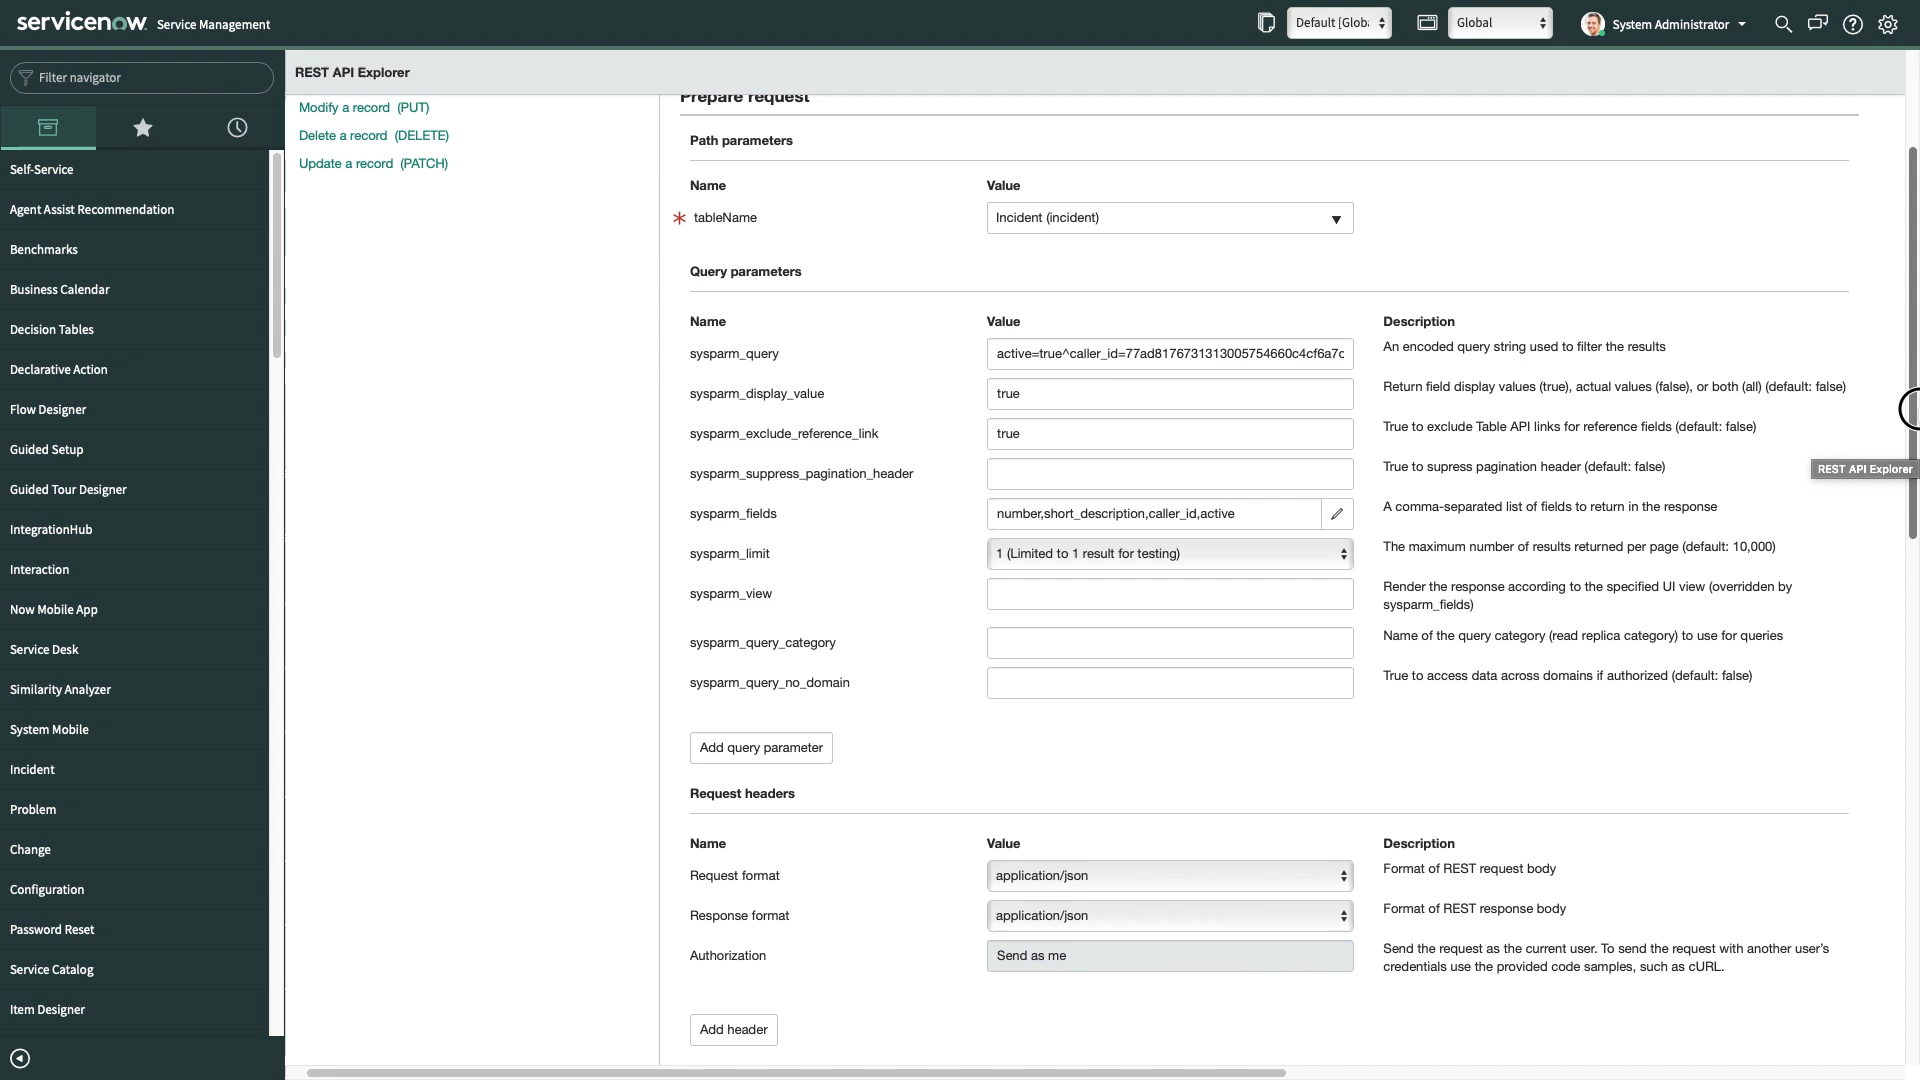 servicenow Service Management
Default [Globa
Global
System Administrator
Filter navigator
Self-Service
Agent Assist Recommendation
Benchmarks
Business Calendar
Decision Tables
Declarative Action
Flow Designer
Guided Setup
Guided Tour Designer
IntegrationHub
Interaction
Now Mobile App
Service Desk
Similarity Analyzer
System Mobile
Incident
Problem
Change
Configuration
Password Reset
Service Catalog
Item Designer
REST API Explorer
Modify a record (PUT)
Delete a record (DELETE)
Update a record (PATCH)
Prepare request
Path parameters
Name Value
* tableName Incident (incident)
Query parameters
Name Value Description
sysparm_query active=true^caller_id=77ad8176731313005754660c4cf6a7d An encoded query string used to filter the results
sysparm_display_value true Return field display values (true), actual values (false), or both (all) (default: false)
sysparm_exclude_reference_link true True to exclude Table API links for reference fields (default: false)
sysparm_suppress_pagination_header True to supress pagination header (default: false)
sysparm_fields number,short_description,caller_id,active A comma-separated list of fields to return in the response
sysparm_limit 1 (Limited to 1 result for testing) The maximum number of results returned per page (default: 10,000)
sysparm_view Render the response according to the specified UI view (overridden by
sysparm_fields)
sysparm_query_category Name of the query category (read replica category) to use for queries
sysparm_query_no_domain True to access data across domains if authorized (default: false)
Add query parameter
Request headers
Name Value Description
Request format application/json Format of REST request body
Response format application/json Format of REST response body
Authorization Send as me Send the request as the current user. To send the request with another user's
credentials use the provided code samples, such as cURL.
Add header
REST API Explorer